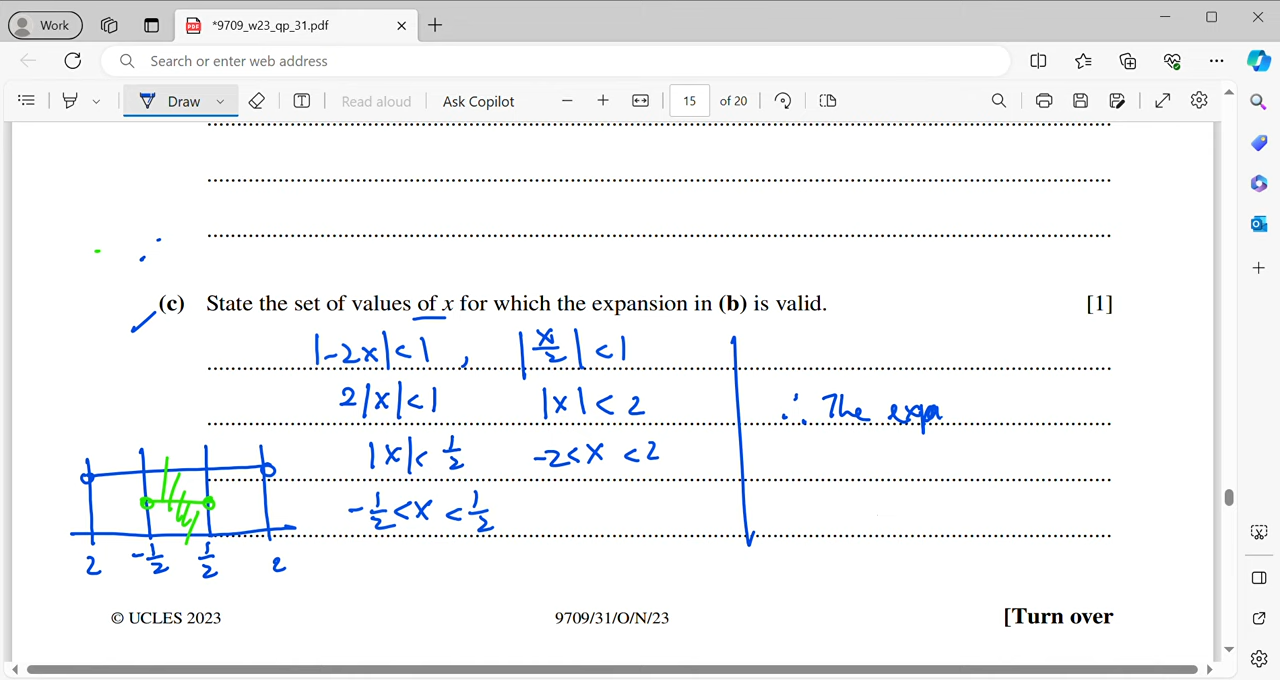 Work
*9709_w23_qp_31.pdf
Search or enter web address
Draw
Read aloud
Ask Copilot
15 of 20
(c) State the set of values of x for which the expansion in (b) is valid. [1]
|-2x| < 1 , |x/2| < 1
2|x| < 1 |x| < 2 ∴ The expa
|x| < 1/2 -2 < x < 2
-1/2 < x < 1/2
2 -1/2 1/2 2
© UCLES 2023 9709/31/O/N/23 [Turn over